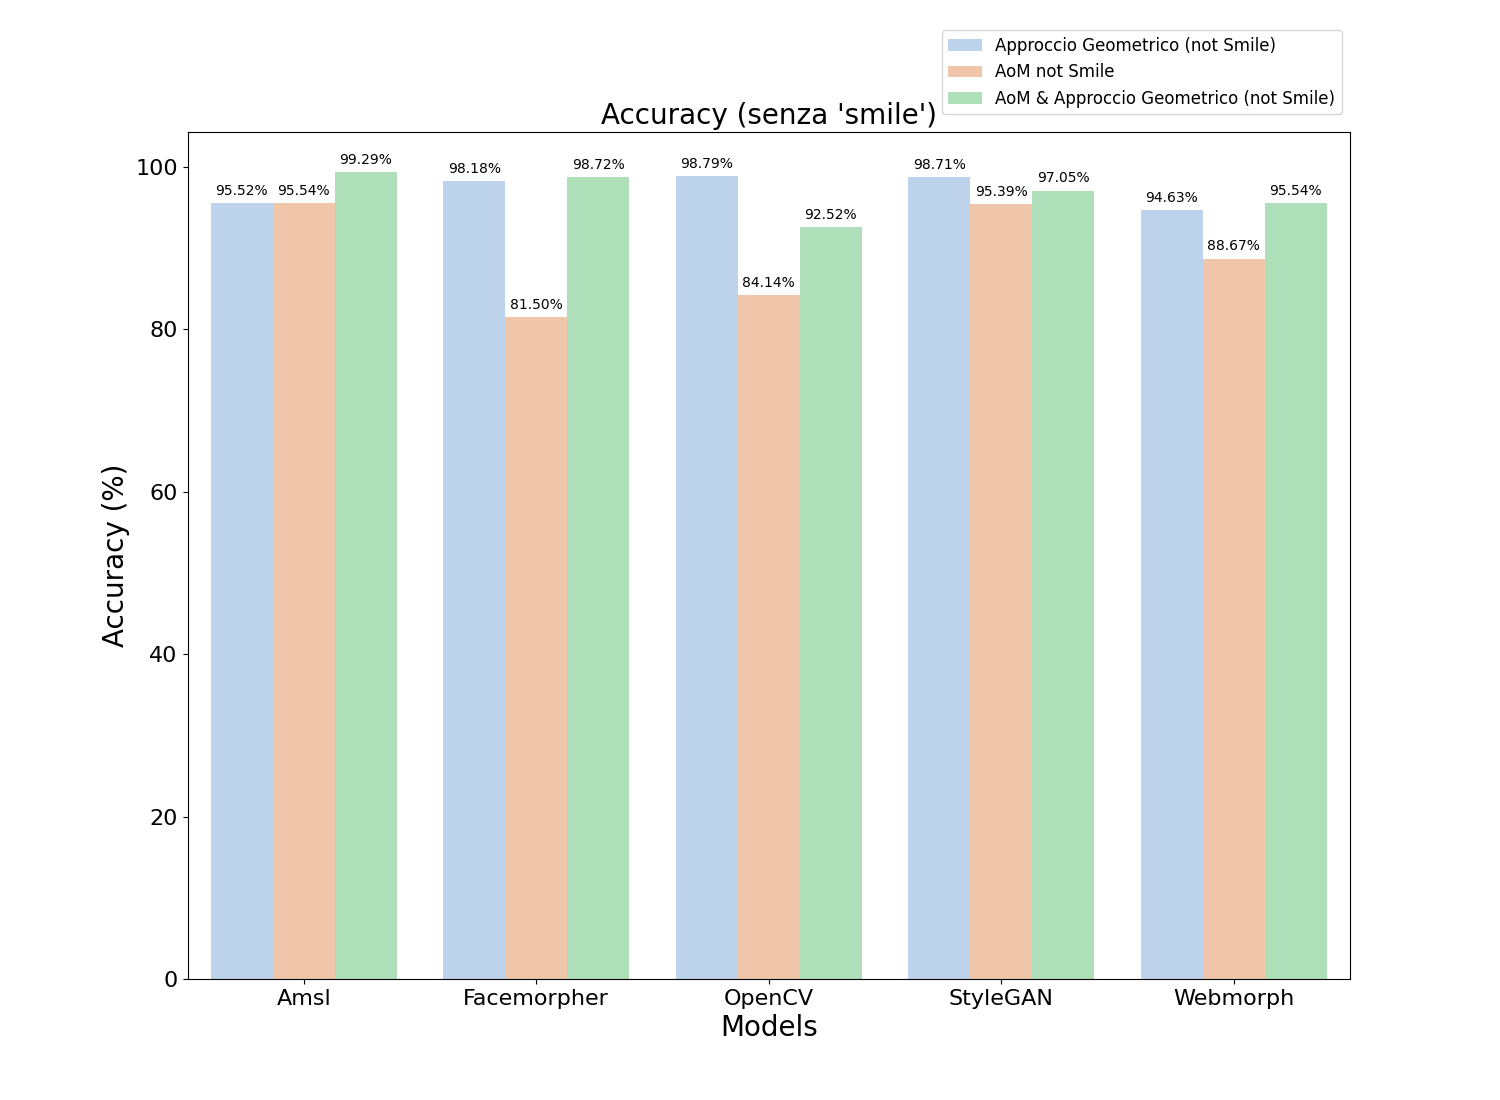 Approccio Geometrico (not Smile)
AoM not Smile
AoM & Approccio Geometrico (not Smile)
Accuracy (senza 'smile')
99.29% 98.18% 98.72% 98.79% 98.71%
95.52% 95.54% 92.52% 95.39% 97.05% 94.63% 95.54%
81.50% 84.14% 88.67%
100
80
60
40
20
0
Accuracy (%)
Amsl Facemorpher OpenCV StyleGAN Webmorph
Models